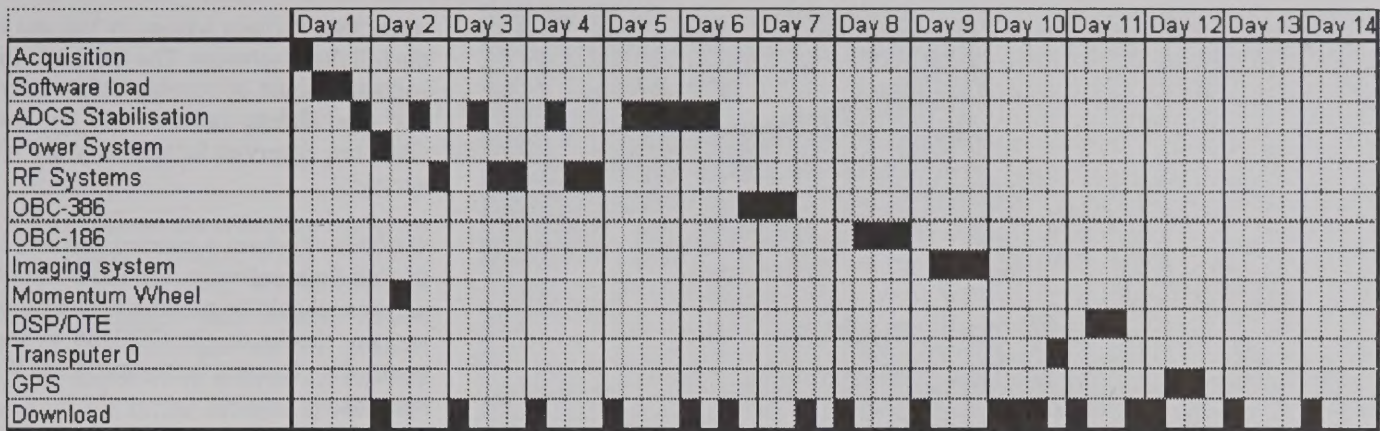 Day 1 Day 2 Day 3 Day 4 Day 5 Day 6 Day 7 Day 8 Day 9 Day 10 Day 11 Day 12 Day 13 Day 14
Acquisition
Software load
ADCS Stabilisation
Power System
RF Systems
OBC-386
OBC-186
Imaging system
Momentum Wheel
DSP/DTE
Transputer 0
GPS
Download